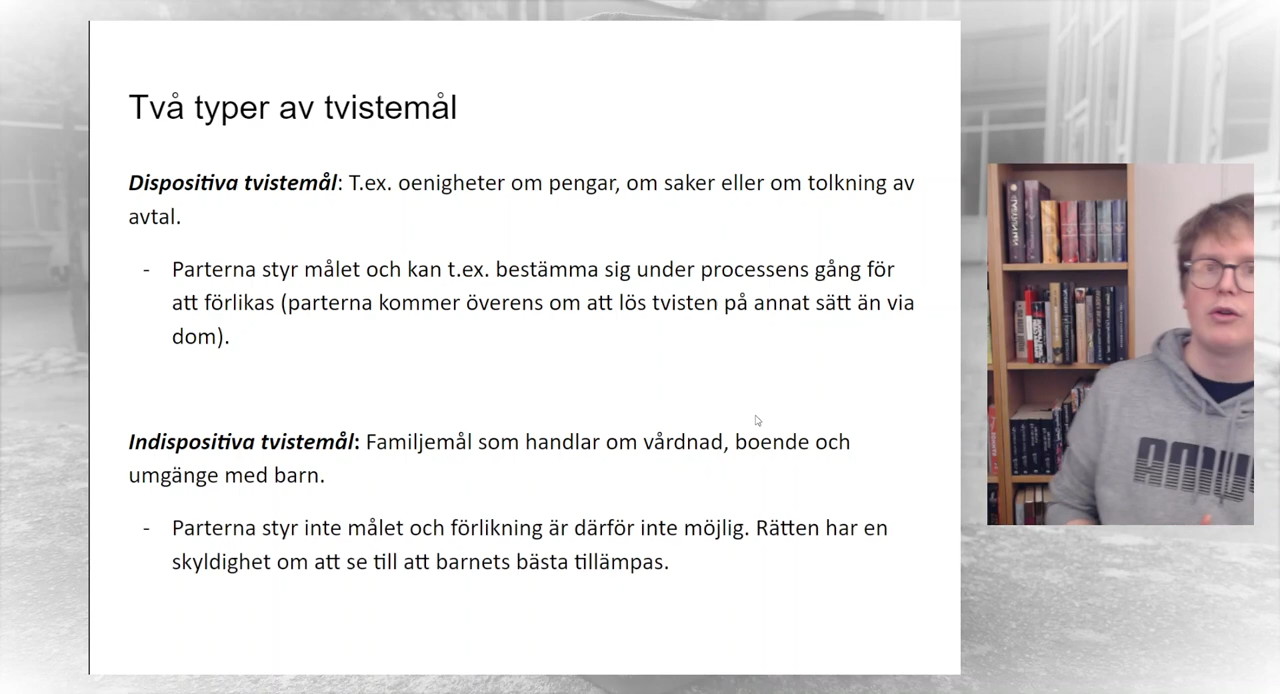 Två typer av tvistemål
Dispositiva tvistemål: T.ex. oenigheter om pengar, om saker eller om tolkning av
avtal.
- Parterna styr målet och kan t.ex. bestämma sig under processens gång för
att förlikas (parterna kommer överens om att lös tvisten på annat sätt än via
dom).
Indispositiva tvistemål: Familjemål som handlar om vårdnad, boende och
umgänge med barn.
- Parterna styr inte målet och förlikning är därför inte möjlig. Rätten har en
skyldighet om att se till att barnets bästa tillämpas.